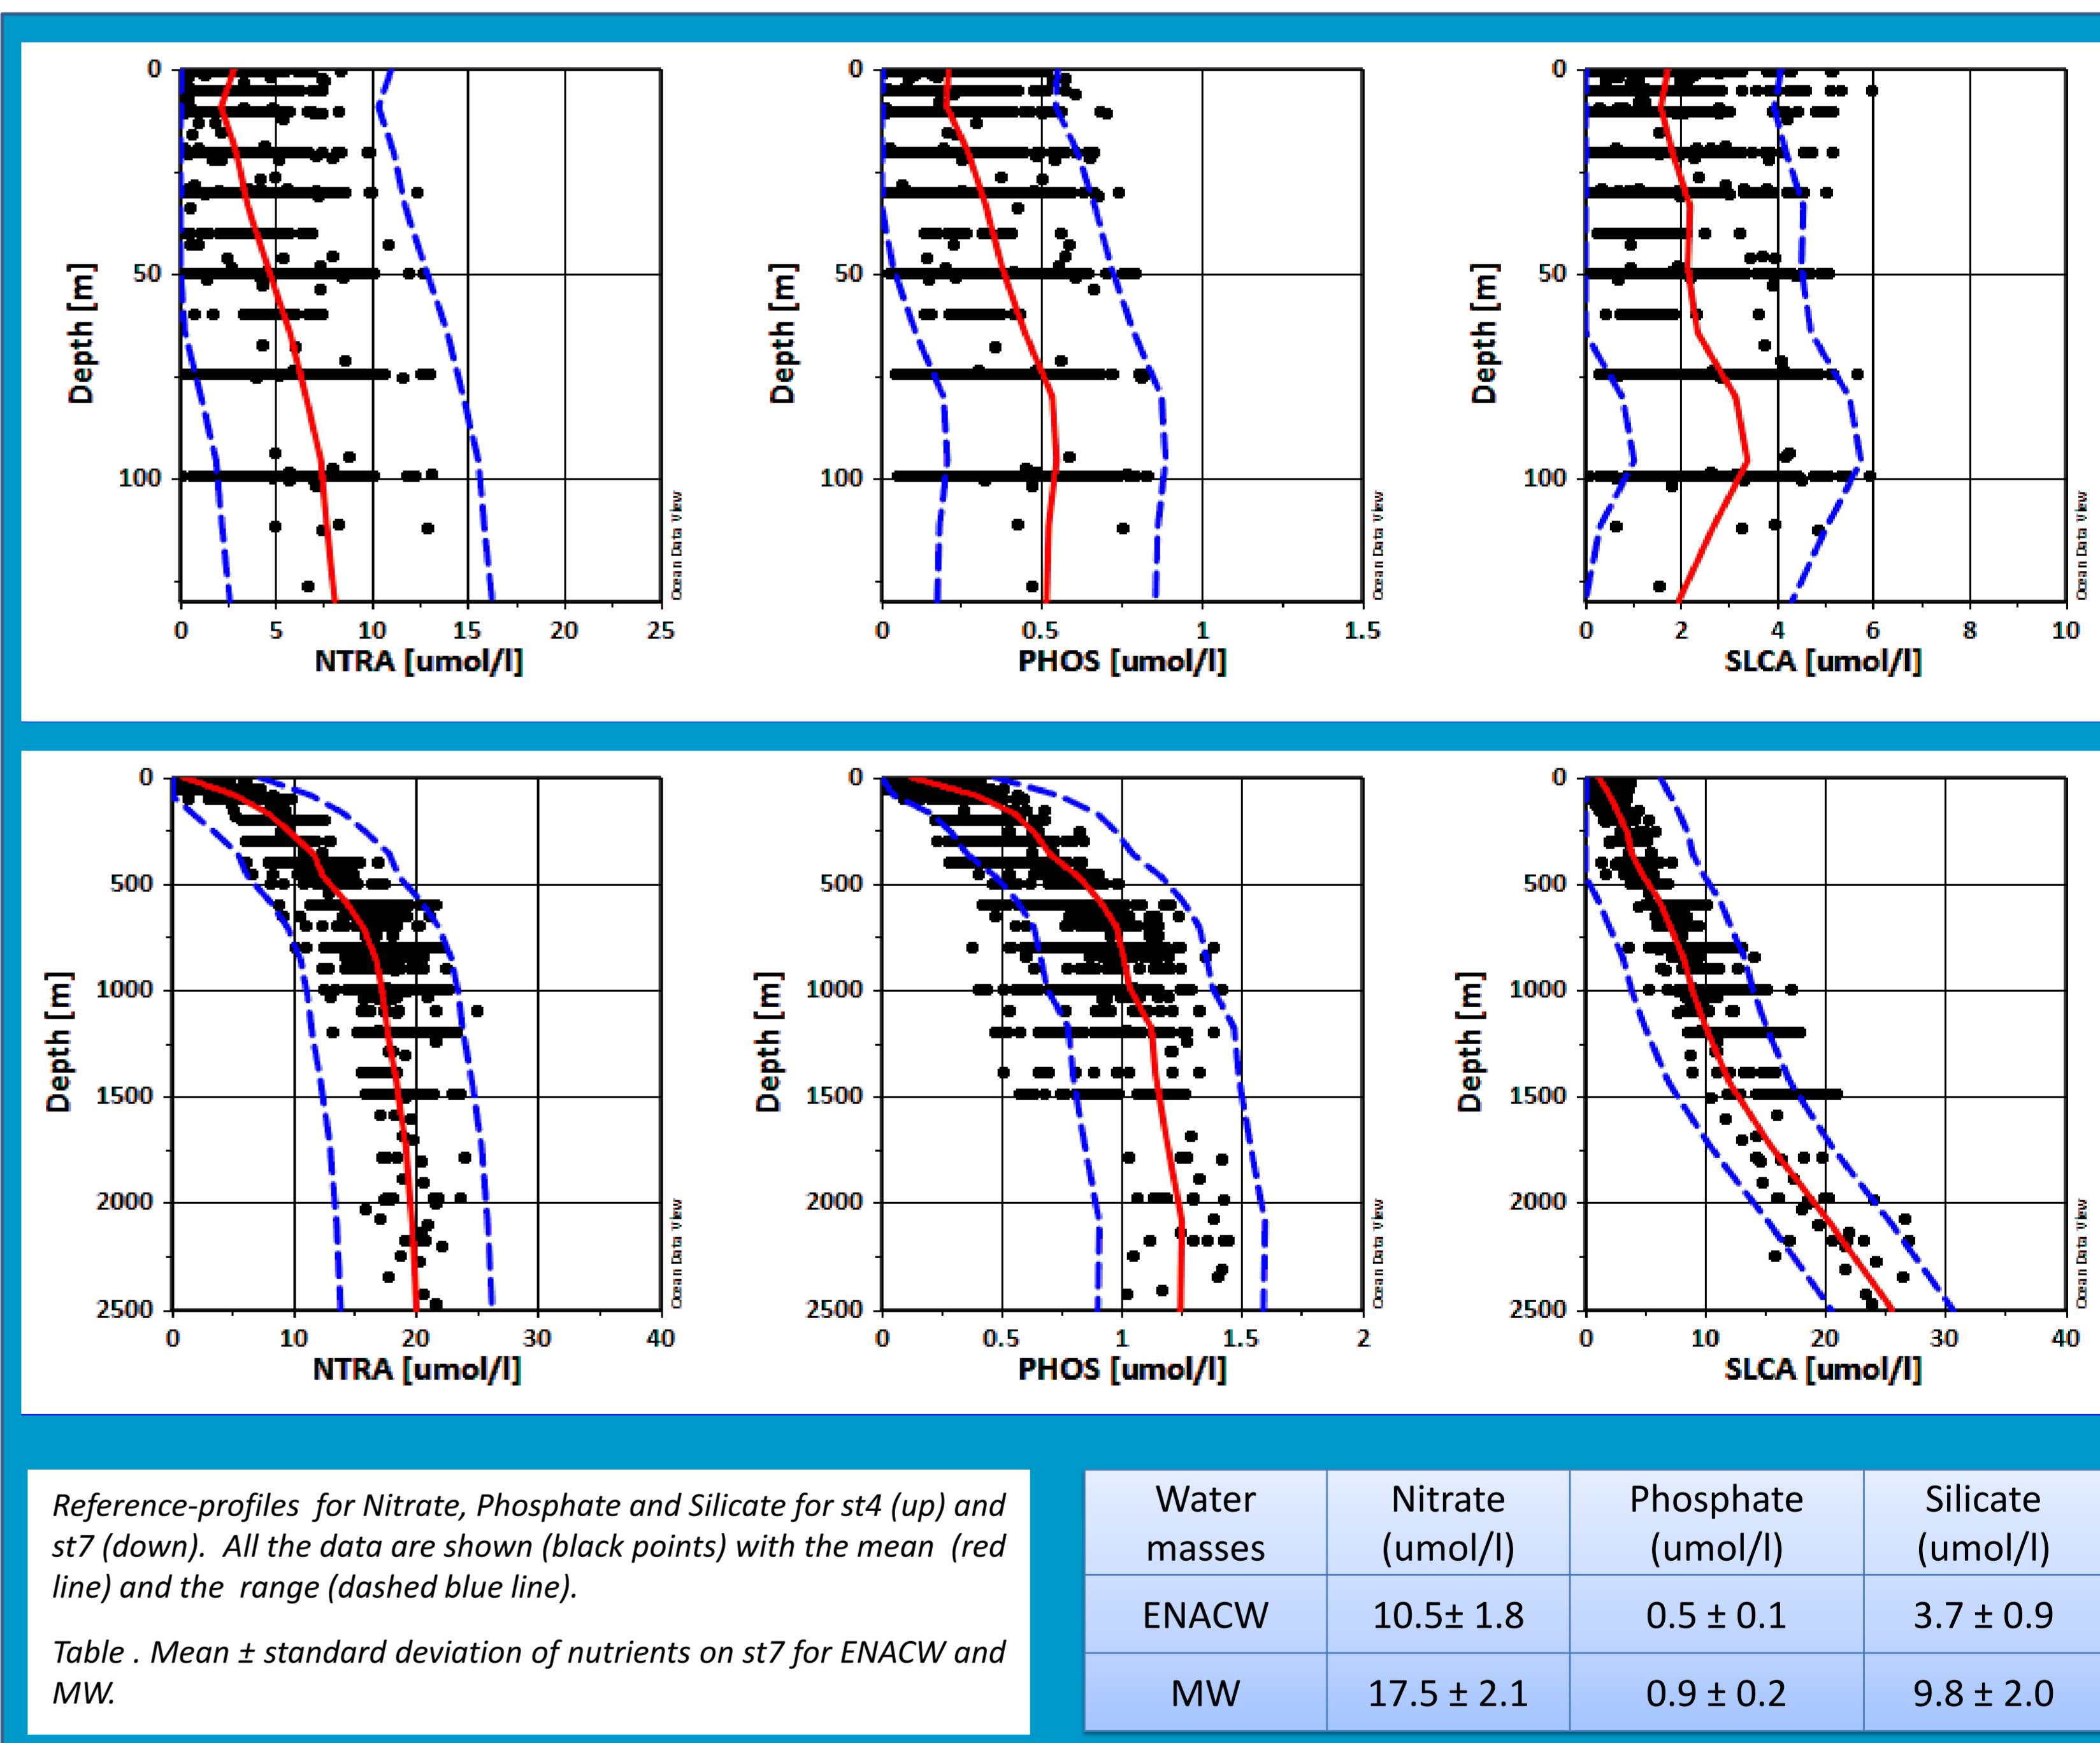 0
50
100
Depth [m]
0 5 10 15 20 25
NTRA [umol/l]
Ocean Data View
0
50
100
Depth [m]
0 0.5 1 1.5
PHOS [umol/l]
Ocean Data View
0
50
100
Depth [m]
0 2 4 6 8 10
SLCA [umol/l]
Ocean Data View
0
500
1000
1500
2000
2500
Depth [m]
0 10 20 30 40
NTRA [umol/l]
Ocean Data View
0
500
1000
1500
2000
2500
Depth [m]
0 0.5 1 1.5 2
PHOS [umol/l]
Ocean Data View
0
500
1000
1500
2000
2500
Depth [m]
0 10 20 30 40
SLCA [umol/l]
Ocean Data View
Reference-profiles for Nitrate, Phosphate and Silicate for st4 (up) and
st7 (down). All the data are shown (black points) with the mean (red
line) and the range (dashed blue line).
Table . Mean ± standard deviation of nutrients on st7 for ENACW and
MW.
Water masses Nitrate (umol/l) Phosphate (umol/l) Silicate (umol/l)
ENACW 10.5± 1.8 0.5 ± 0.1 3.7 ± 0.9
MW 17.5 ± 2.1 0.9 ± 0.2 9.8 ± 2.0